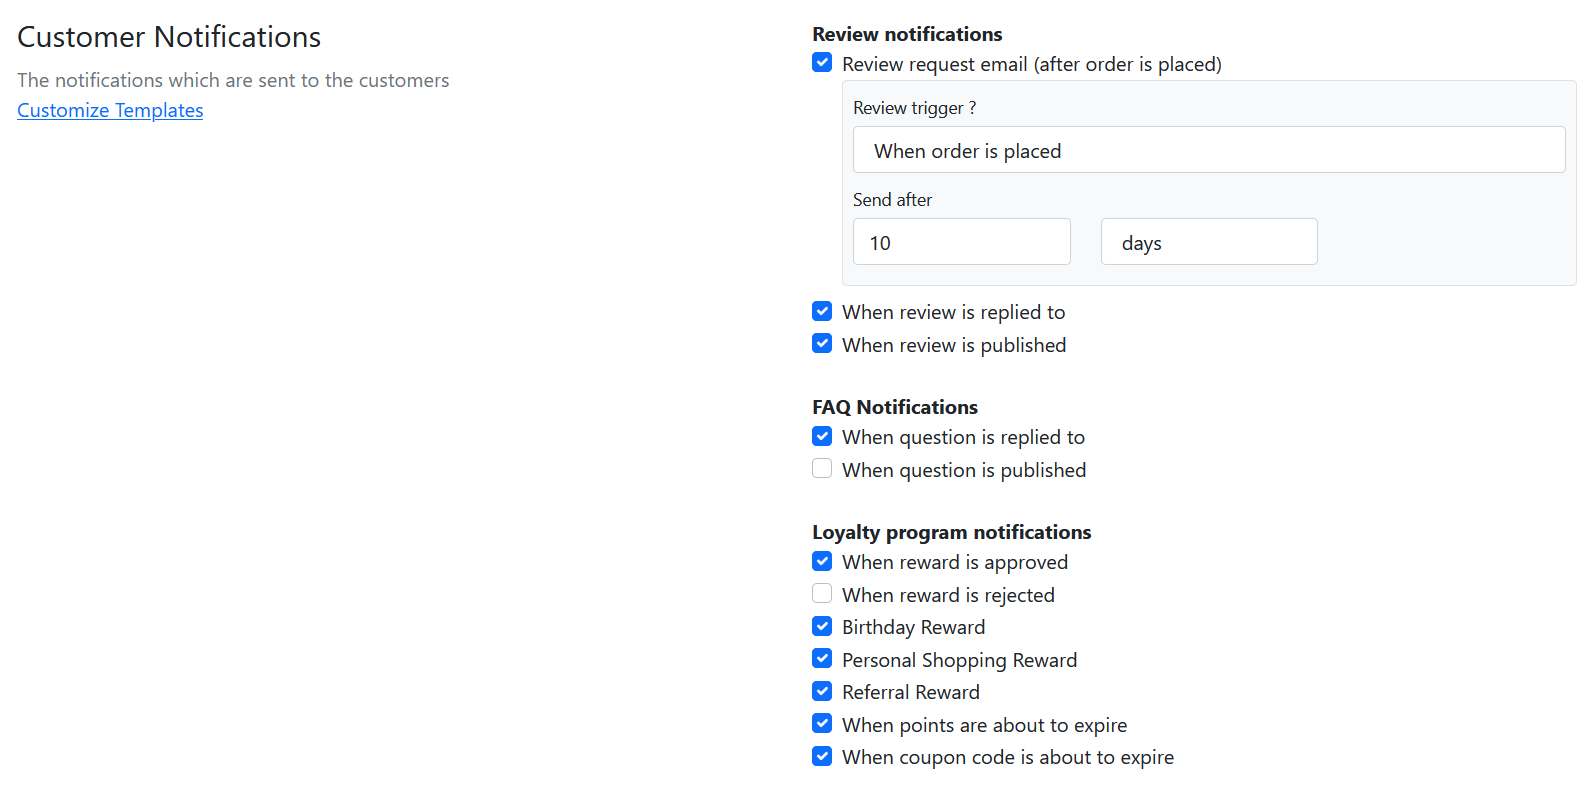 Customer Notifications
The notifications which are sent to the customers
Customize Templates
Review notifications
Review request email (after order is placed)
Review trigger ?
When order is placed
Send after
10
days
When review is replied to
When review is published
FAQ Notifications
When question is replied to
When question is published
Loyalty program notifications
When reward is approved
When reward is rejected
Birthday Reward
Personal Shopping Reward
Referral Reward
When points are about to expire
When coupon code is about to expire